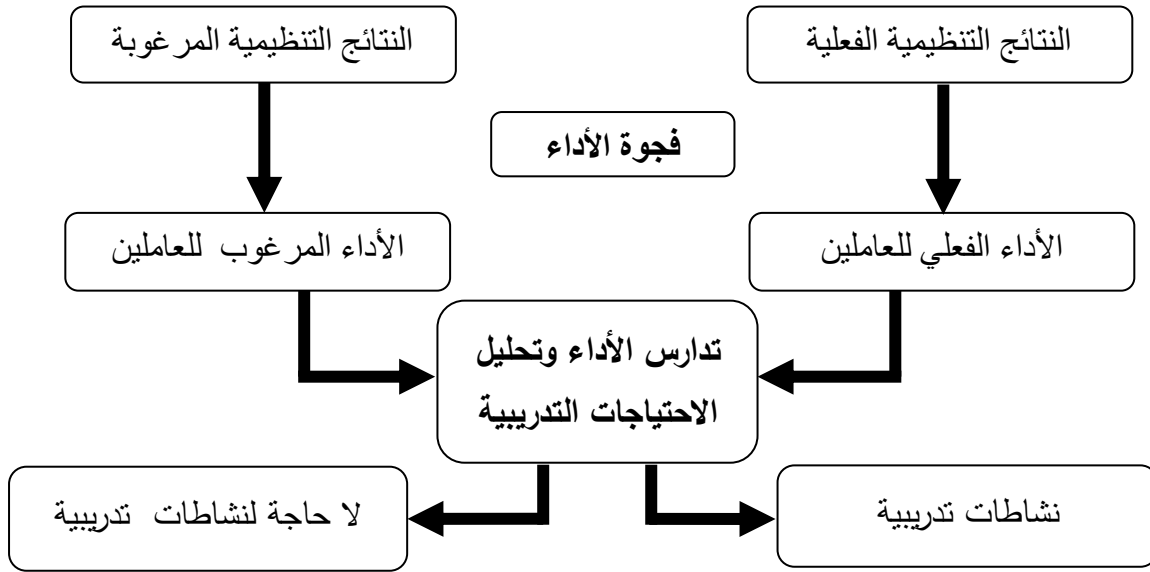 النتائج التنظيمية الفعلية
النتائج التنظيمية المرغوبة
فجوة الأداء
الأداء الفعلي للعاملين
الأداء المرغوب للعاملين
تدارس الأداء وتحليل
الاحتياجات التدريبية
نشاطات تدريبية
لا حاجة لنشاطات تدريبية